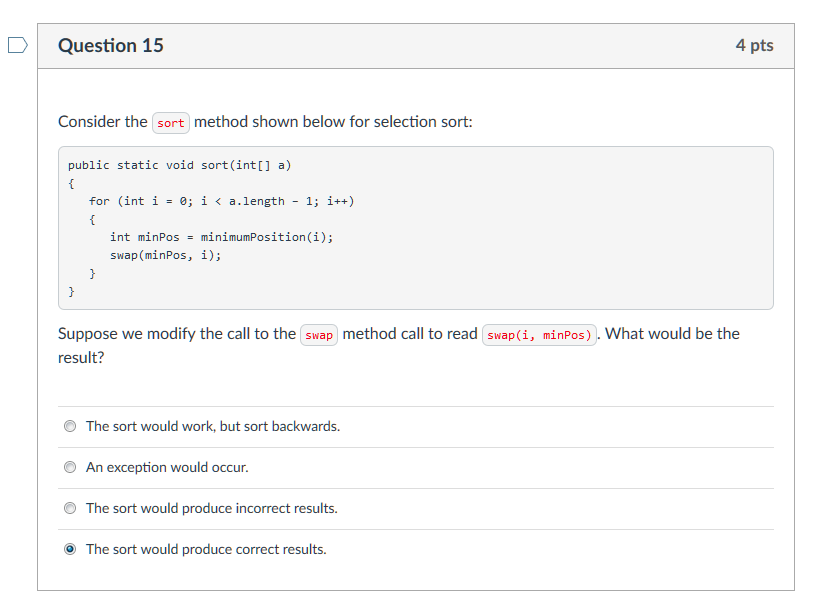 Question 15
4 pts
Consider the sort method shown below for selection sort:
public static void sort(int[] a)
{
   for (int i = 0; i < a.length - 1; i++)
   {
      int minPos = minimumPosition(i);
      swap(minPos, i);
   }
}
Suppose we modify the call to the swap method call to read swap(i, minPos). What would be the
result?
The sort would work, but sort backwards.
An exception would occur.
The sort would produce incorrect results.
The sort would produce correct results.